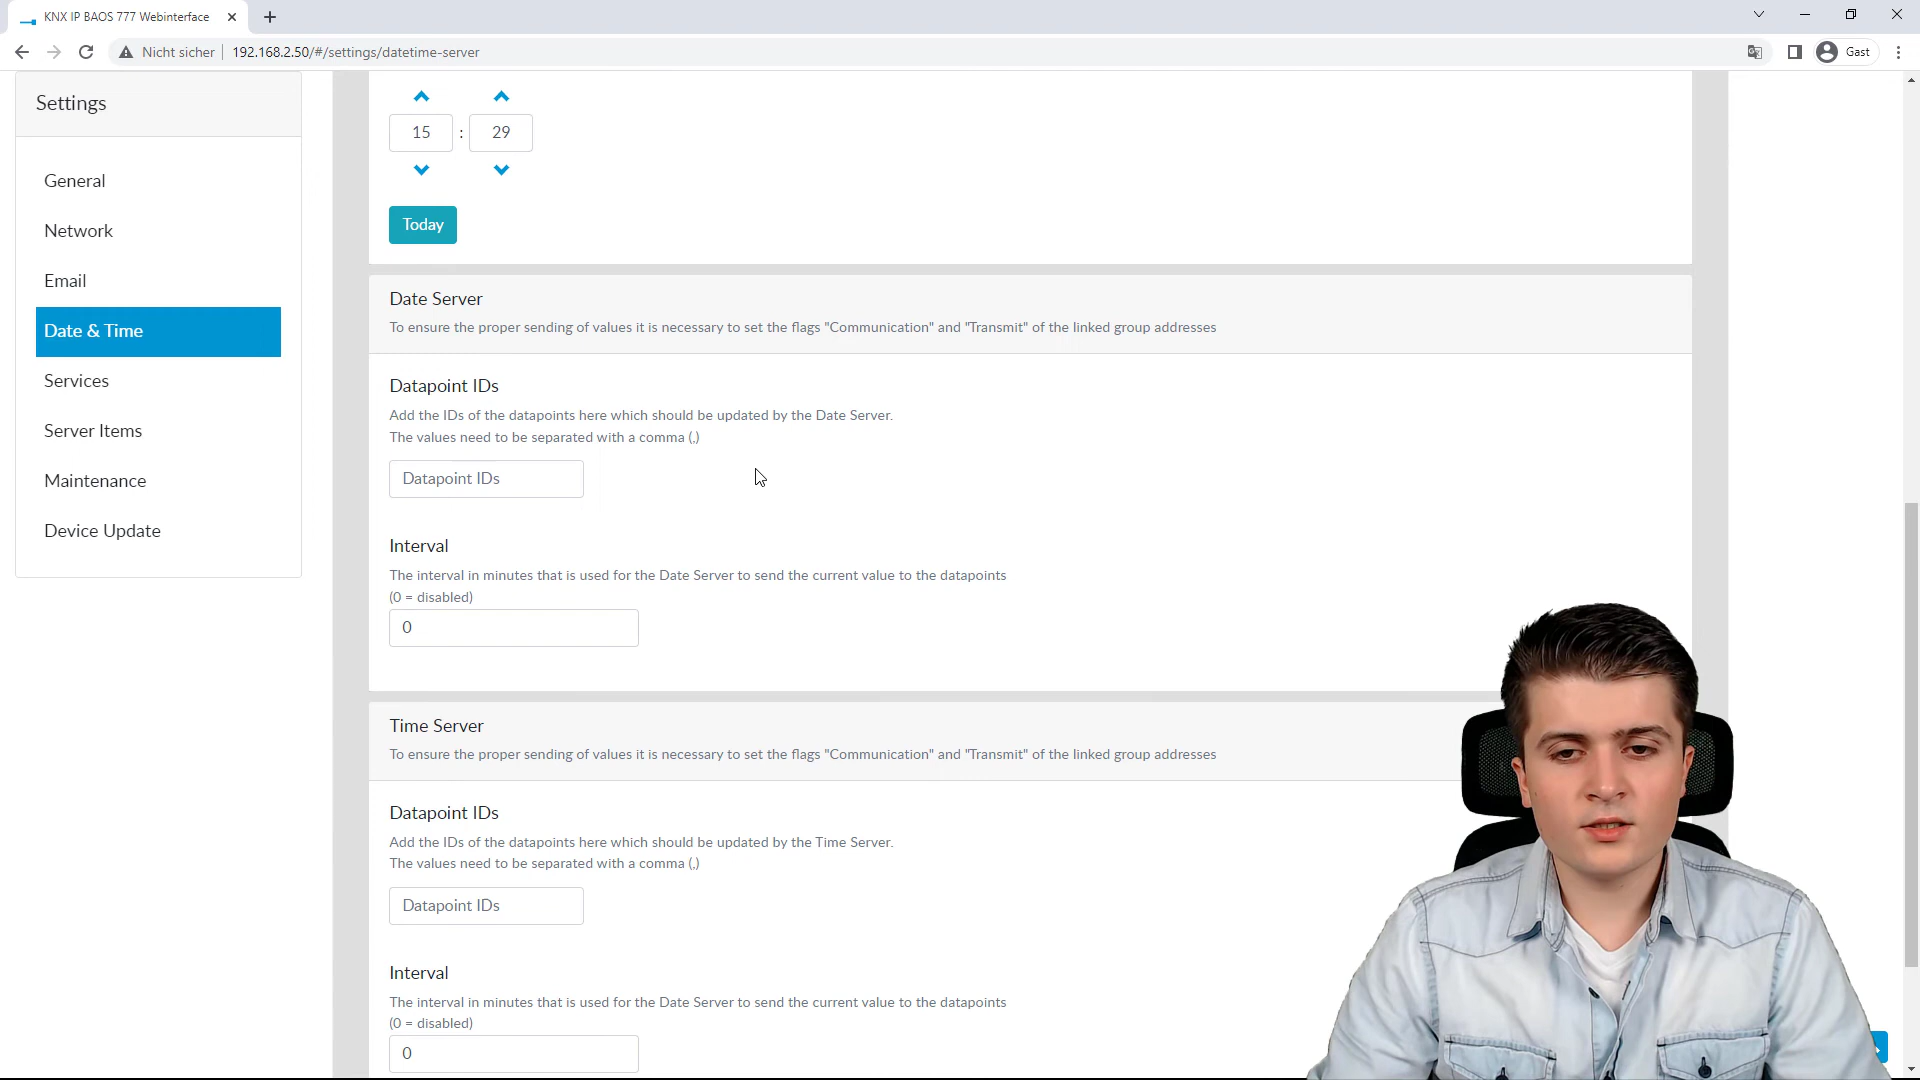 KNX IP BAOS 777 Webinterface
Nicht sicher
192.168.2.50/#/settings/datetime-server
Gast
Settings
General
Network
Email
Date & Time
Services
Server Items
Maintenance
Device Update
15 : 29
Today
Date Server
To ensure the proper sending of values it is necessary to set the flags "Communication" and "Transmit" of the linked group addresses
Datapoint IDs
Add the IDs of the datapoints here which should be updated by the Date Server.
The values need to be separated with a comma (,)
Datapoint IDs
Interval
The interval in minutes that is used for the Date Server to send the current value to the datapoints
(0 = disabled)
0
Time Server
To ensure the proper sending of values it is necessary to set the flags "Communication" and "Transmit" of the linked group addresses
Datapoint IDs
Add the IDs of the datapoints here which should be updated by the Time Server.
The values need to be separated with a comma (,)
Datapoint IDs
Interval
The interval in minutes that is used for the Date Server to send the current value to the datapoints
(0 = disabled)
0